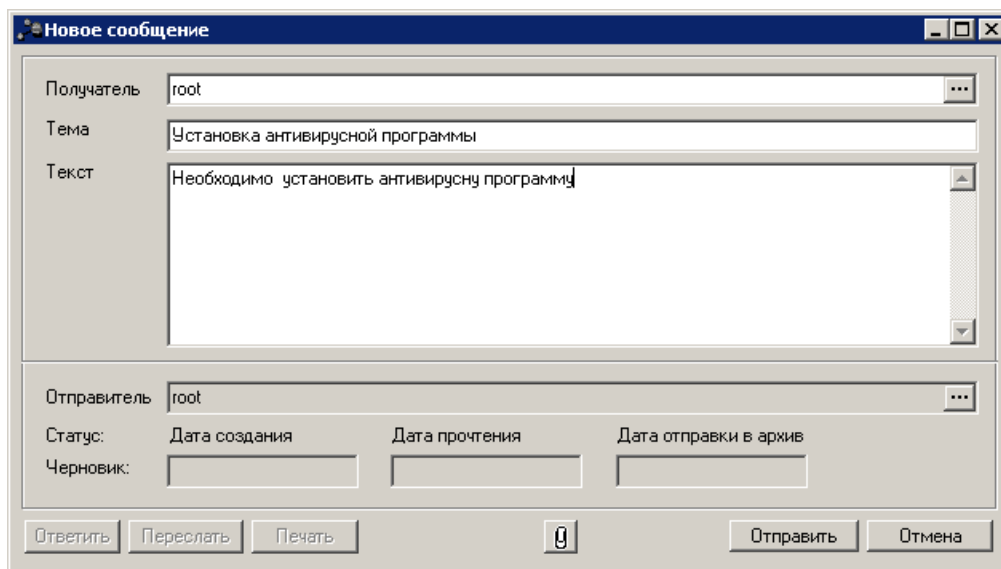 Новое сообщение
Получатель root ...
Тема Установка антивирусной программы
Текст Необходимо установить антивирусну программу
Отправитель root ...
Статус: Дата создания Дата прочтения Дата отправки в архив
Черновик:
Ответить Переслать Печать Отправить Отмена